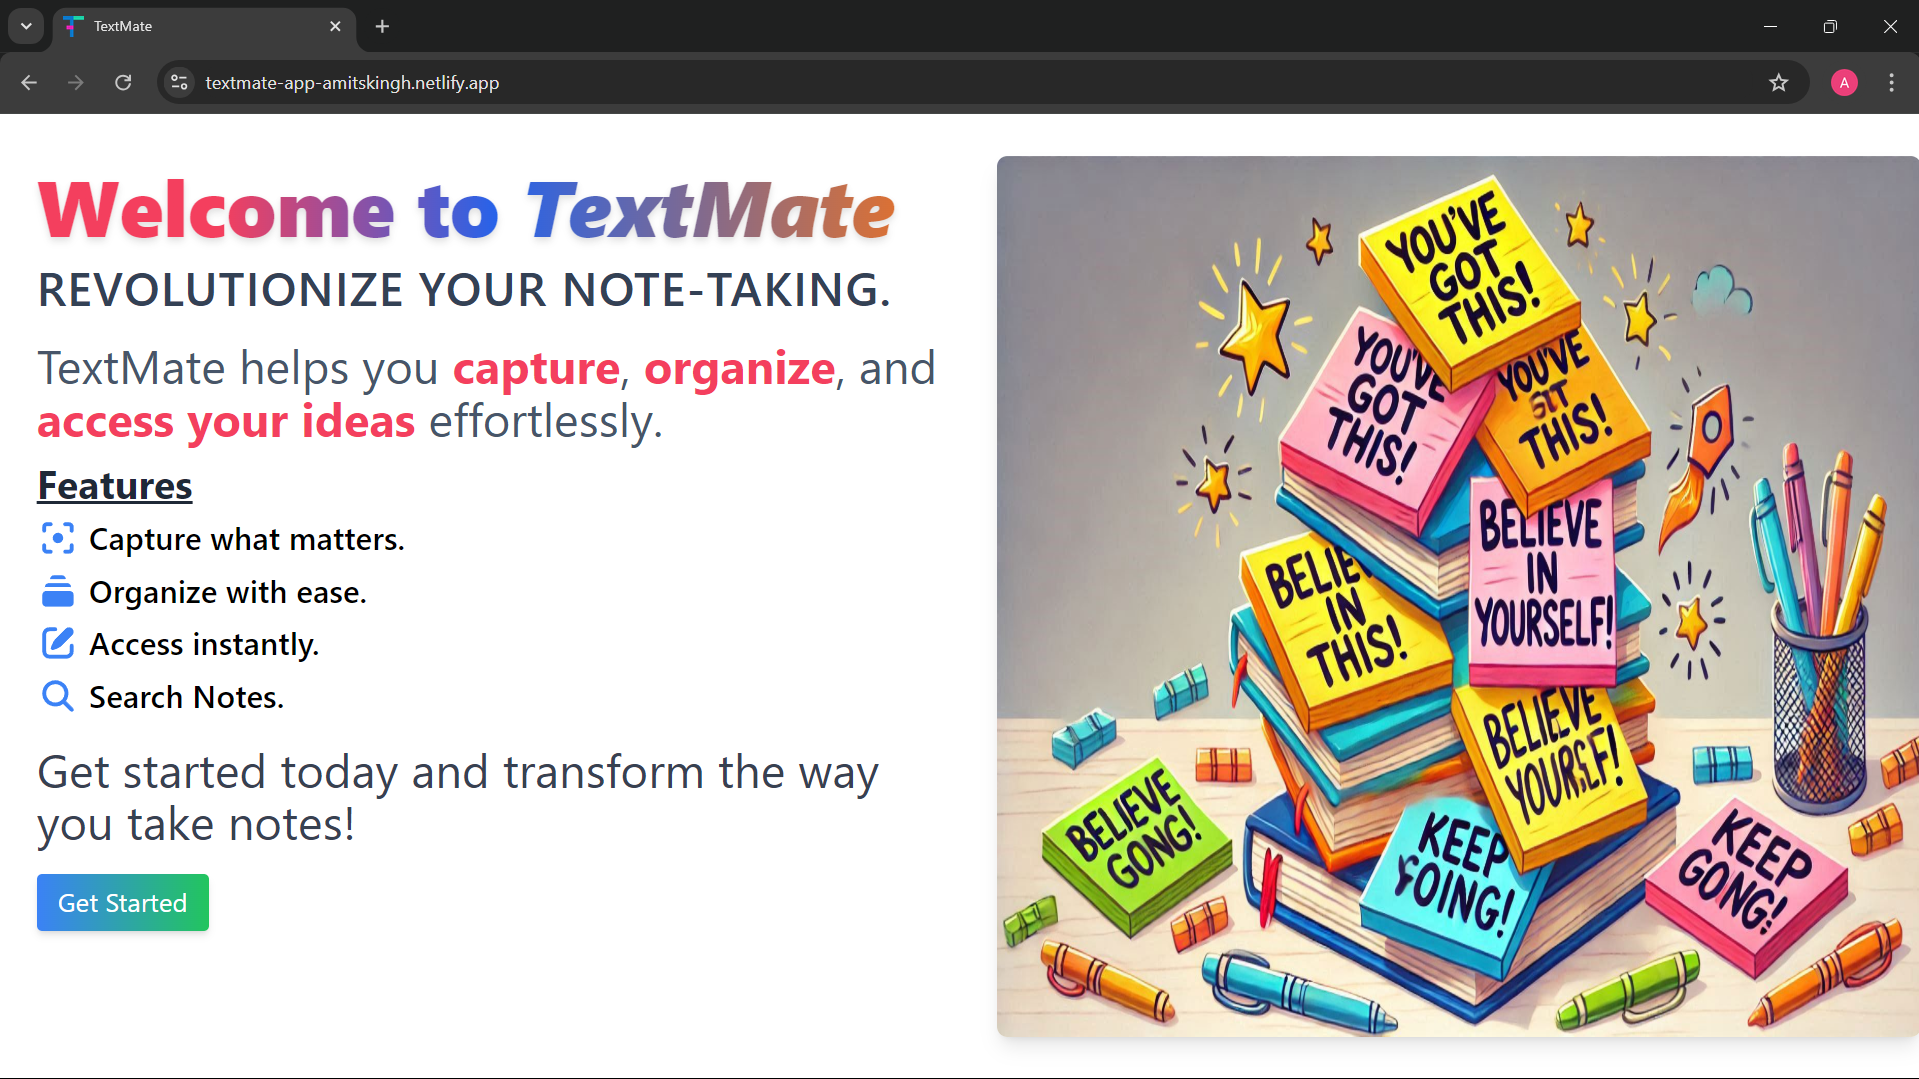 TextMate
textmate-app-amitskingh.netlify.app
A
Welcome to TextMate
REVOLUTIONIZE YOUR NOTE-TAKING.
TextMate helps you capture, organize, and
access your ideas effortlessly.
Features
Capture what matters.
Organize with ease.
Access instantly.
Search Notes.
Get started today and transform the way
you take notes!
Get Started
YOU'VE
GOT
THIS!
YOU'VE
GOT
THIS!
YOU'VE
THIS!
BELIEVE
IN
YOURSELF!
BELIE
IN
THIS!
BELIEVE
BELIEVE
GONG!
KEEP
OING!
KEEP
GONG!